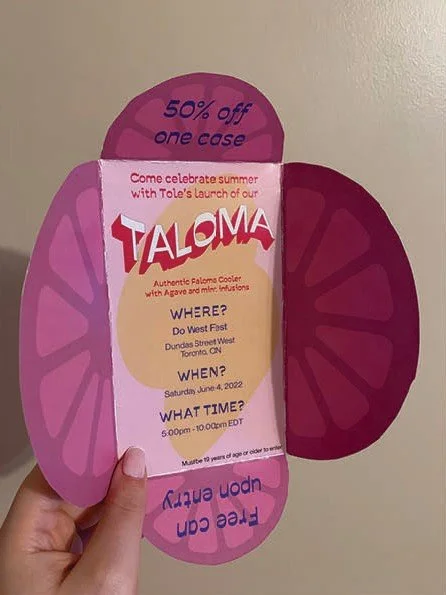 50% off
one case
Come celebrate summer
with Tole's launch of our
TALOMA
Authentic Paloma Cooler
with Agave and mint infusions
WHERE?
Do West Fest
Dundas Street West
Toronto, ON
WHEN?
Saturday June 4, 2022
WHAT TIME?
5:00pm - 10:00pm EDT
Must be 19 years of age or older to enter
Free can
upon entry